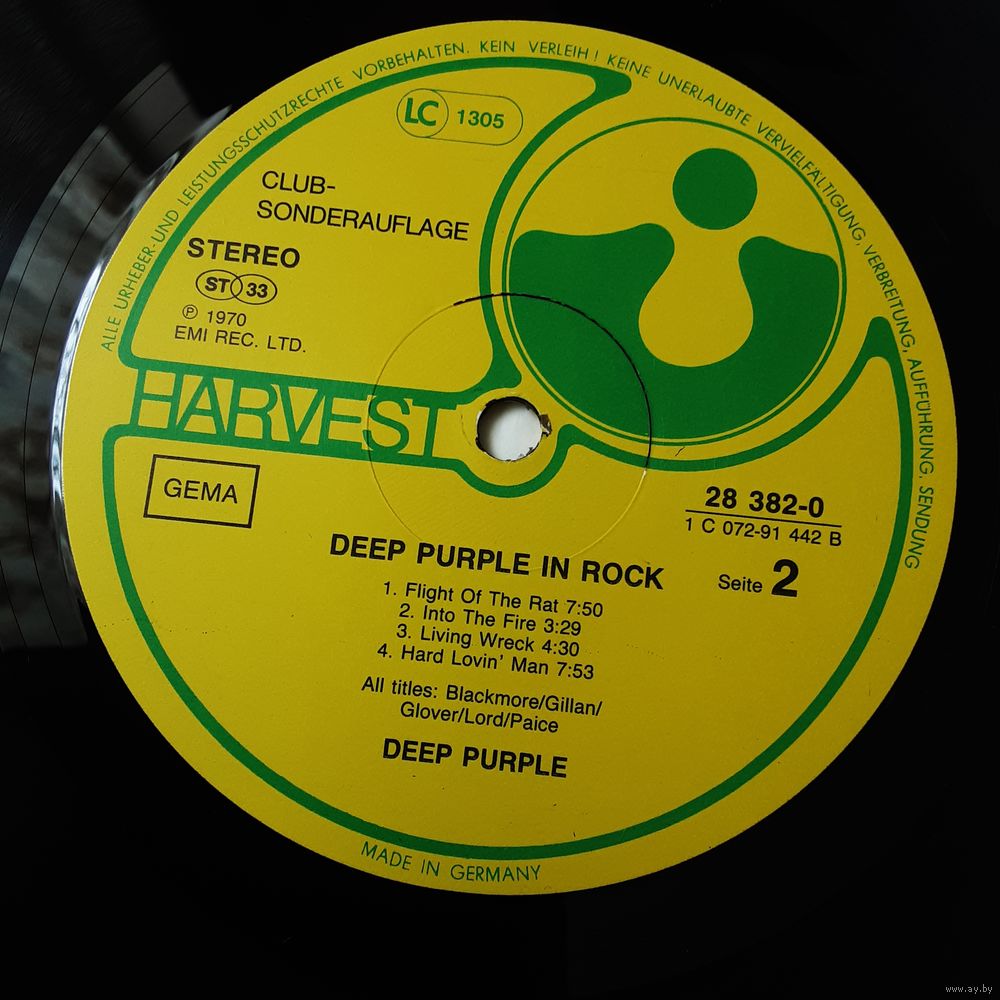 ALLE URHEBER- UND LEISTUNGSSCHUTZRECHTE VORBEHALTEN. KEIN VERLEIH! KEINE UNERLAUBTE VERVIELFÄLTIGUNG, VERBREITUNG, AUFFÜHRUNG, SENDUNG
LC 1305
CLUB-
SONDERAUFLAGE
STEREO
ST 33
℗ 1970
EMI REC. LTD.
HARVEST
GEMA
28 382-0
1 C 072-91 442 B
Seite 2
DEEP PURPLE IN ROCK
1. Flight Of The Rat 7:50
2. Into The Fire 3:29
3. Living Wreck 4:30
4. Hard Lovin' Man 7:53
All titles: Blackmore/Gillan/
Glover/Lord/Paice
DEEP PURPLE
MADE IN GERMANY
www.ay.by